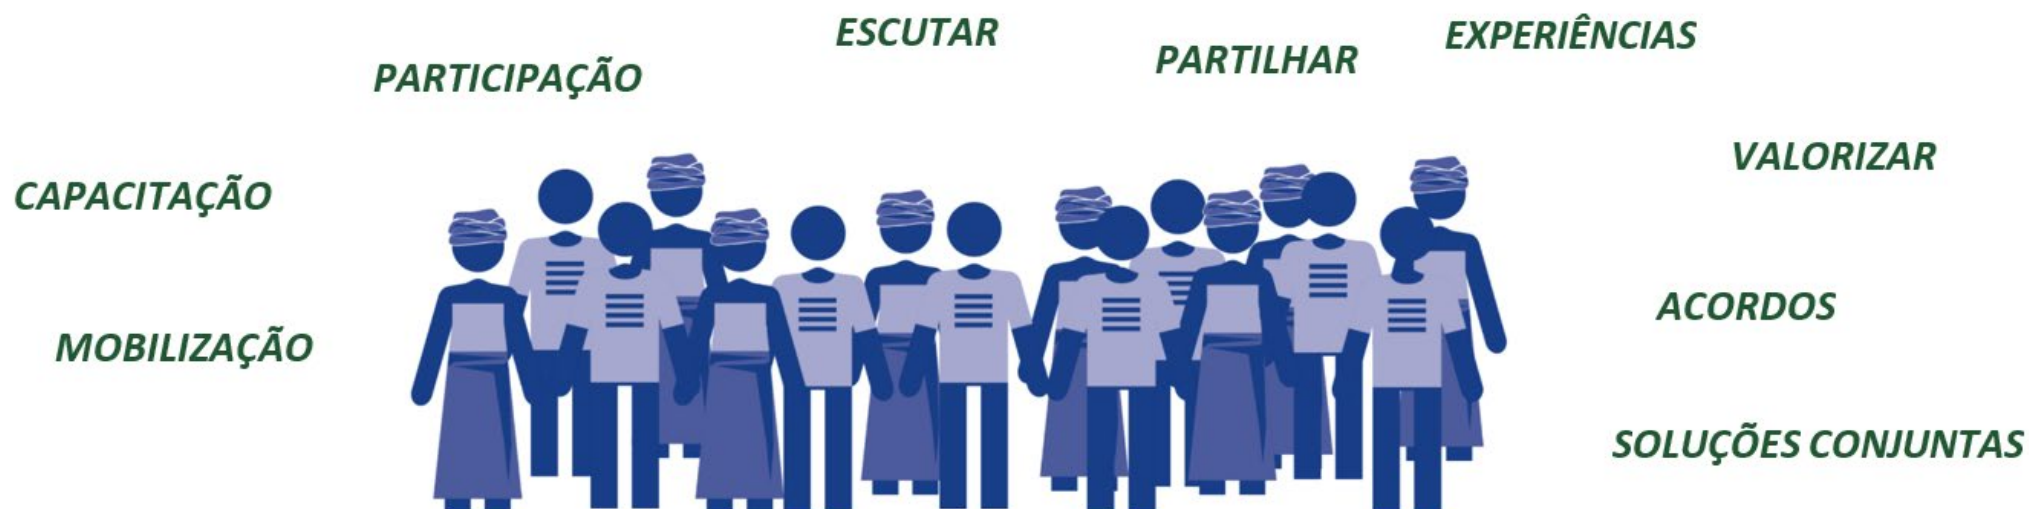 ESCUTAR
EXPERIÊNCIAS
PARTILHAR
PARTICIPAÇÃO
VALORIZAR
CAPACITAÇÃO
ACORDOS
MOBILIZAÇÃO
SOLUÇÕES CONJUNTAS